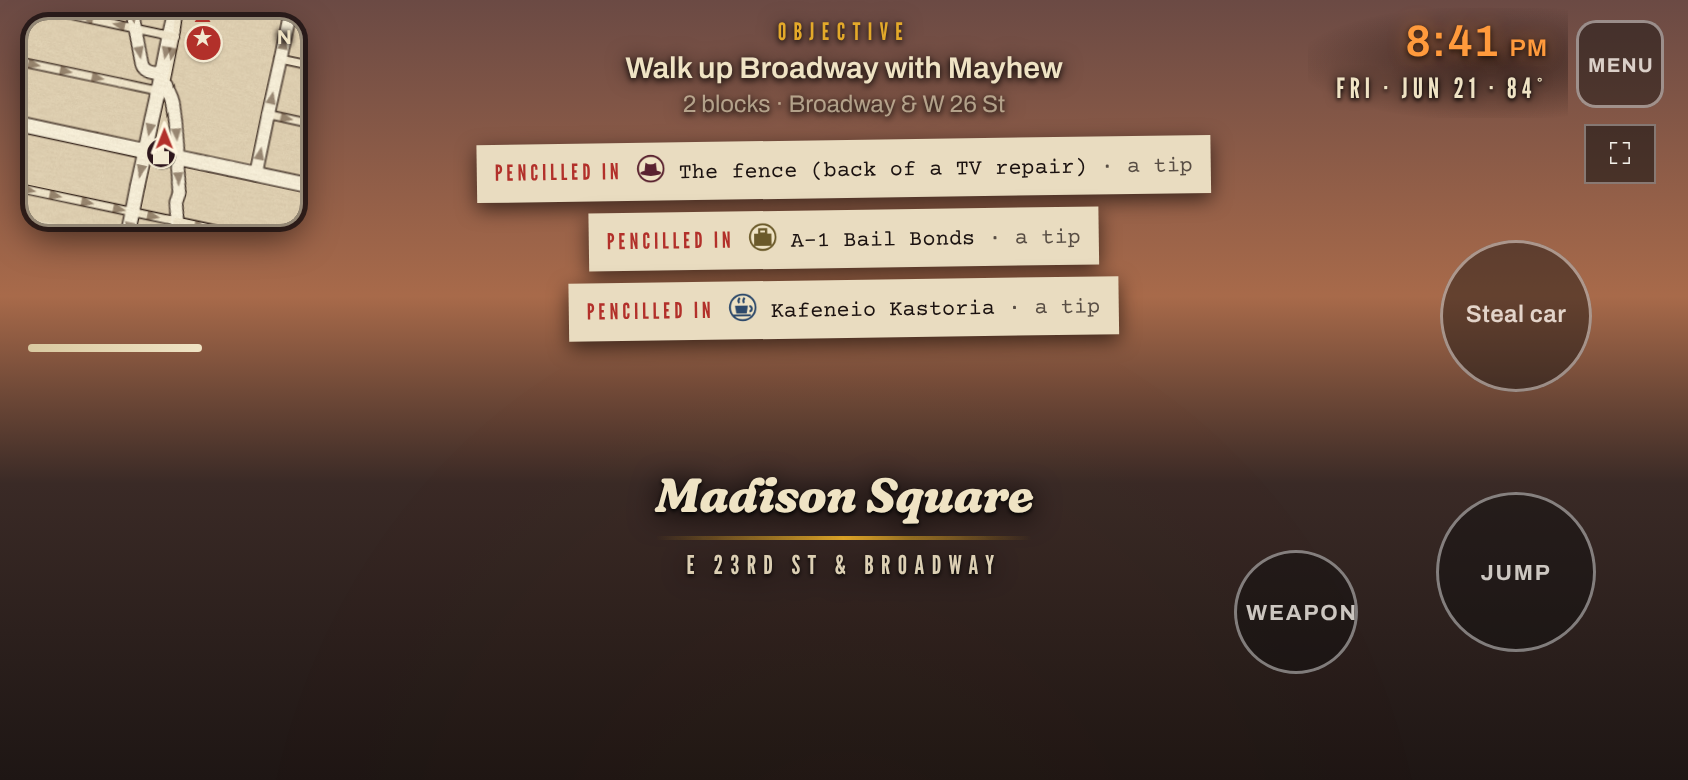 N
OBJECTIVE
Walk up Broadway with Mayhew
2 blocks · Broadway & W 26 St
8:41 PM
FRI · JUN 21 · 84°
MENU
PENCILLED IN The fence (back of a TV repair) · a tip
PENCILLED IN A-1 Bail Bonds · a tip
PENCILLED IN Kafeneio Kastoria · a tip
Steal car
Madison Square
E 23RD ST & BROADWAY
JUMP
WEAPON